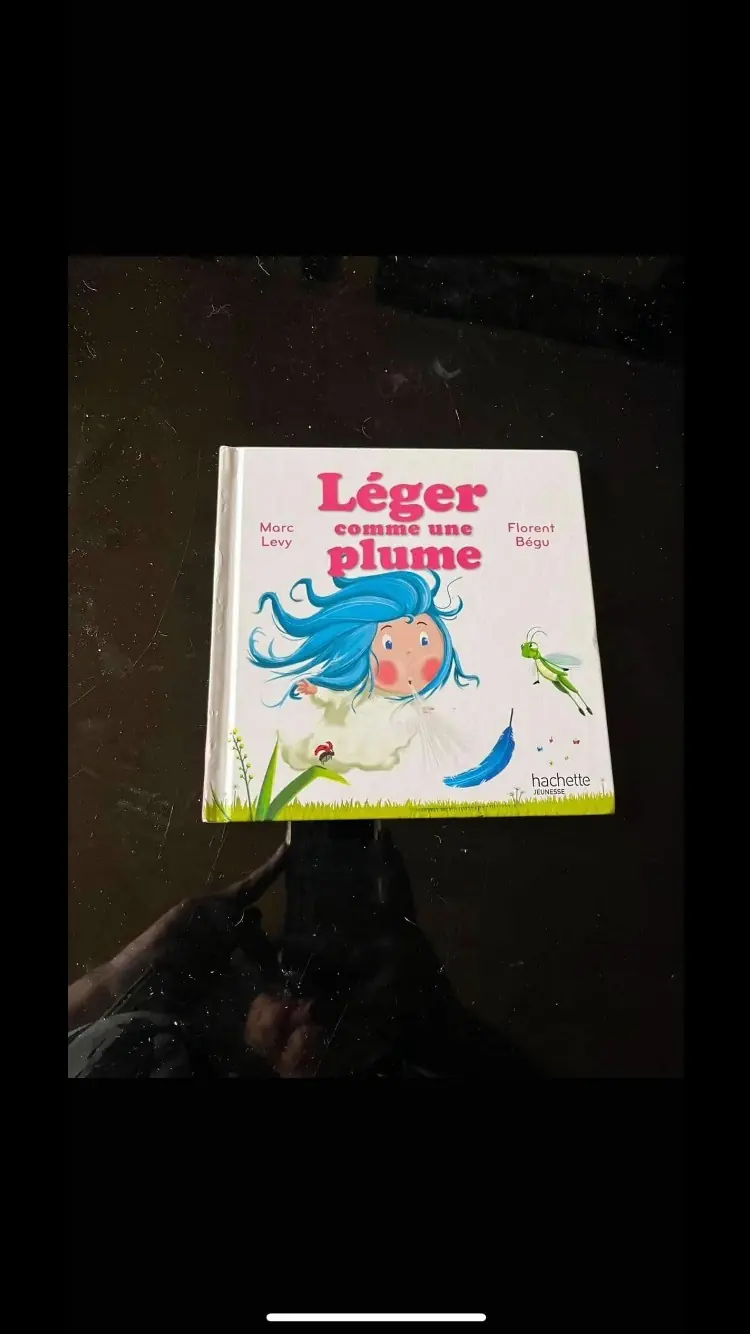 Léger
comme une
plume
Marc
Levy
Florent
Bégu
hachette
JEUNESSE